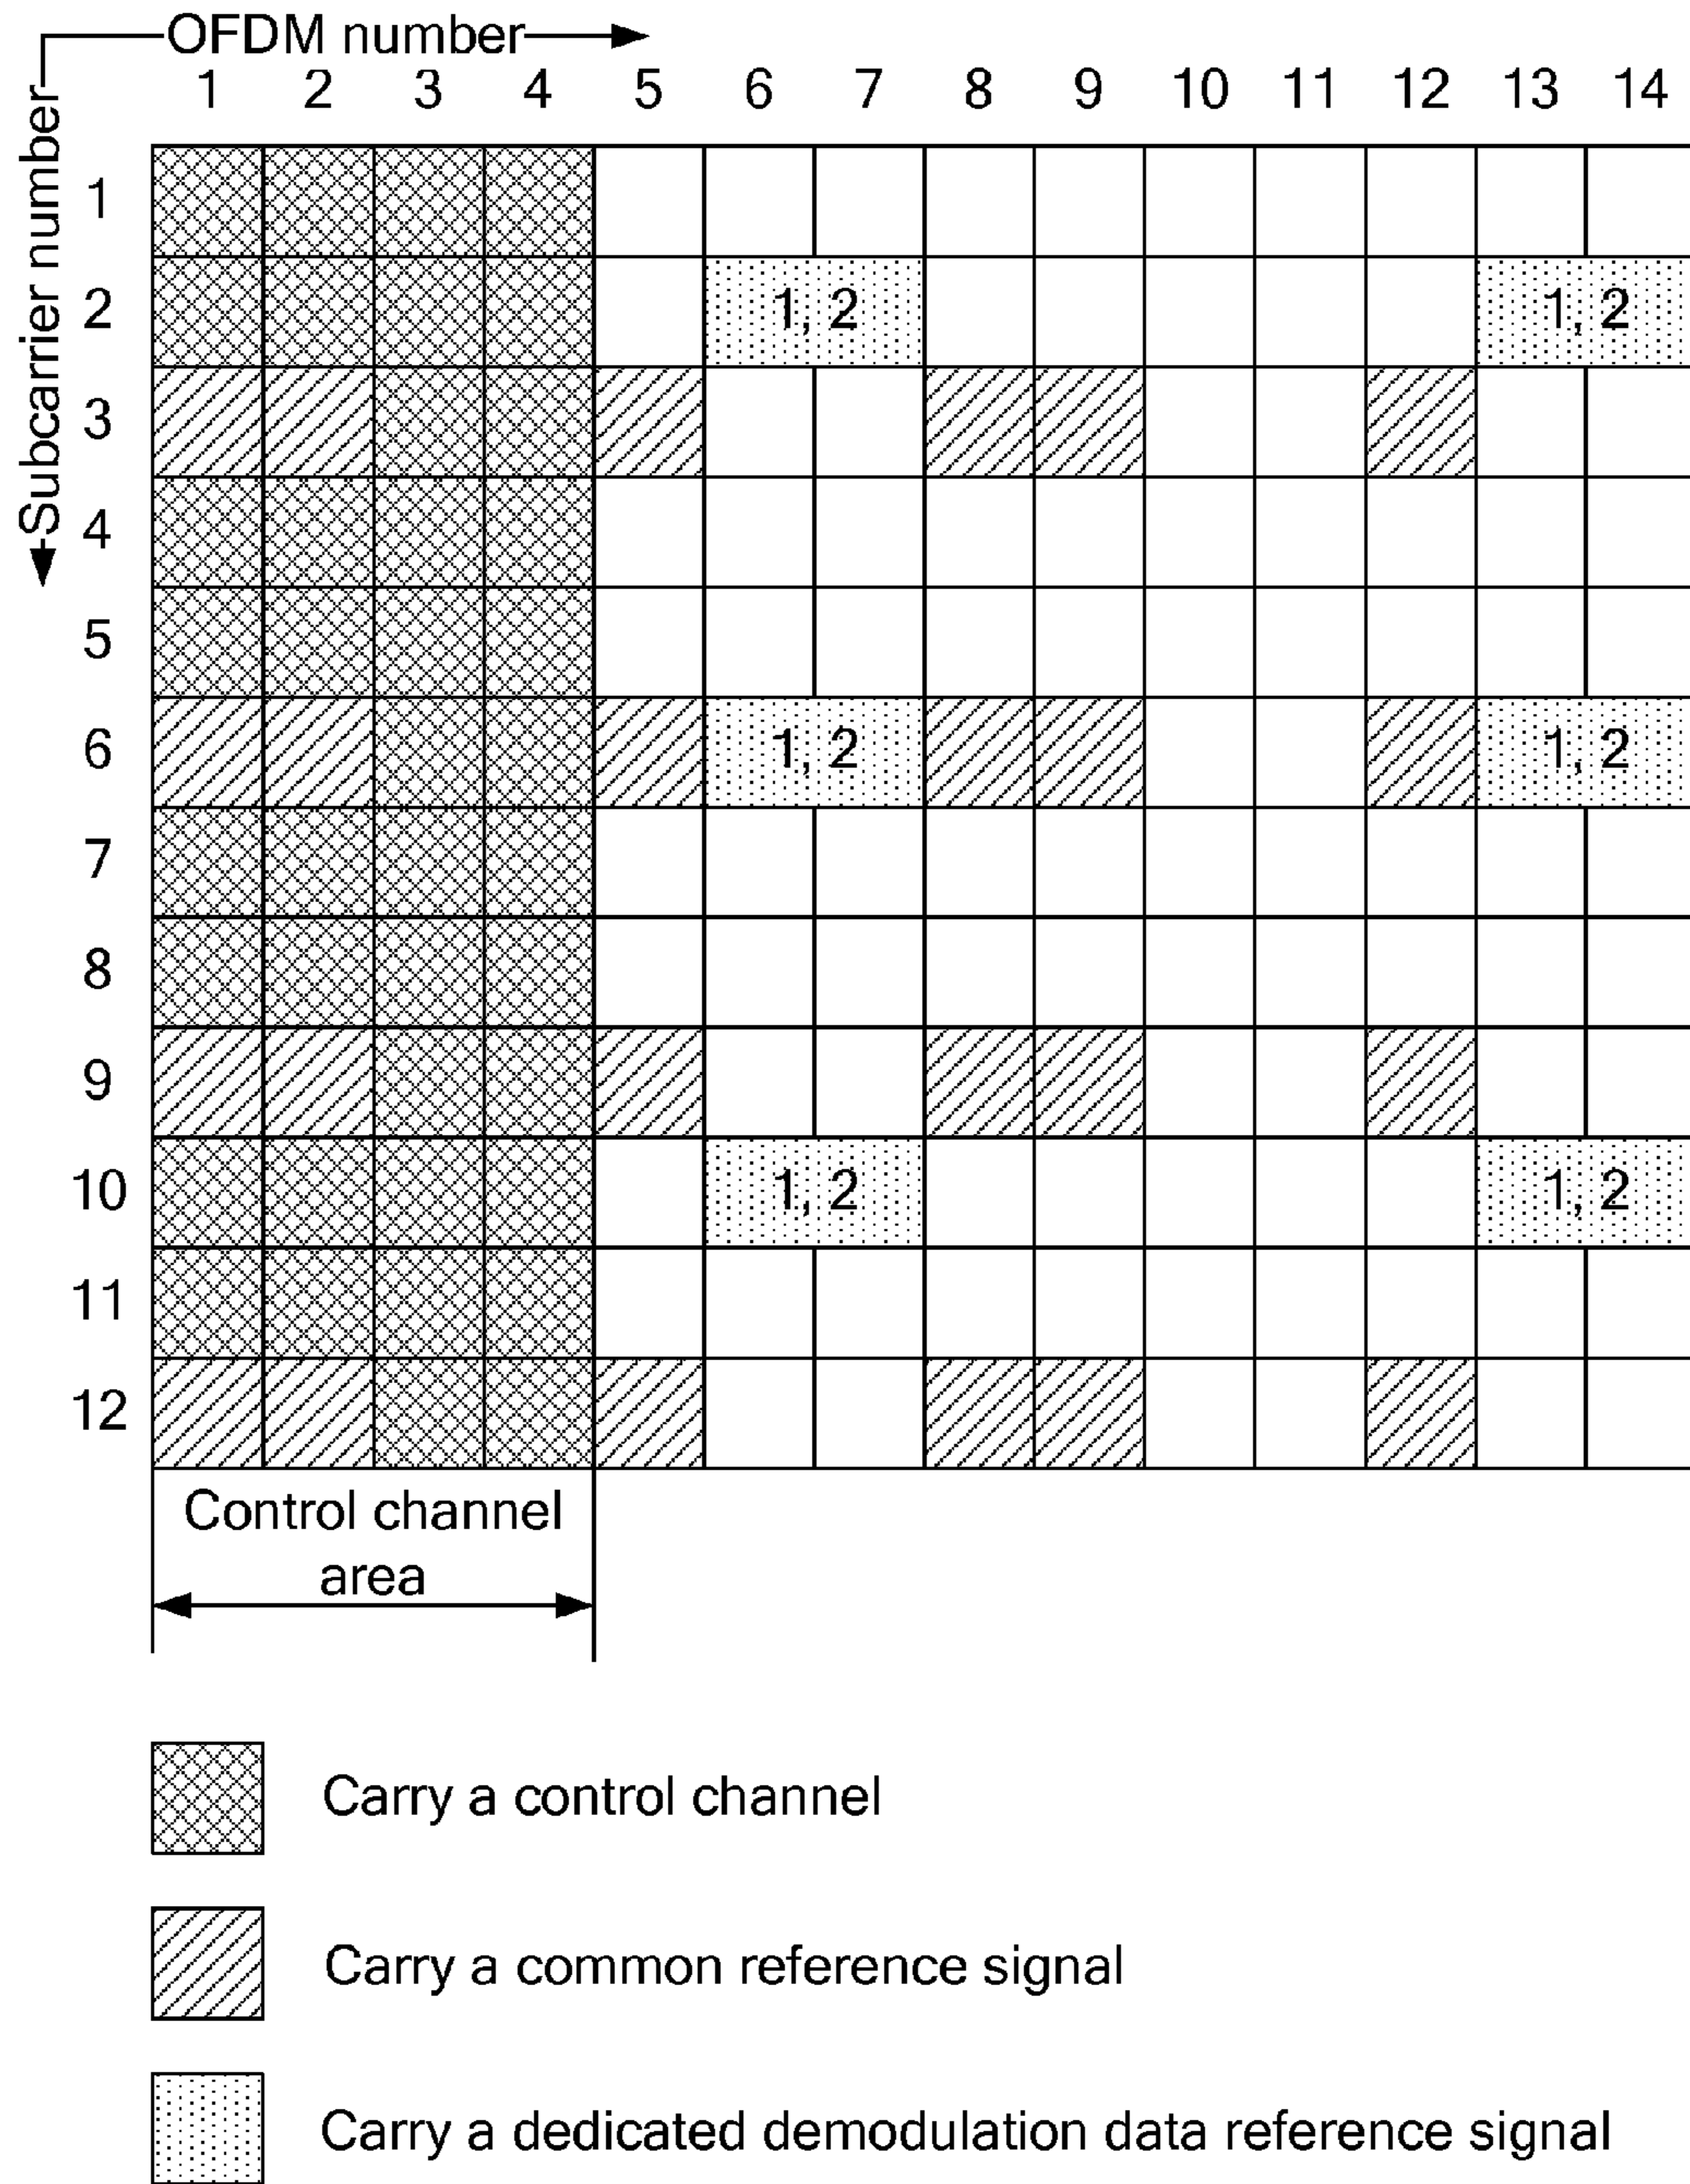 OFDM number
Subcarrier number
1 2 3 4 5 6 7 8 9 10 11 12 13 14
1
2 1, 2 1, 2
3
4
5
6 1, 2 1, 2
7
8
9
10 1, 2 1, 2
11
12
Control channel
area
Carry a control channel
Carry a common reference signal
Carry a dedicated demodulation data reference signal